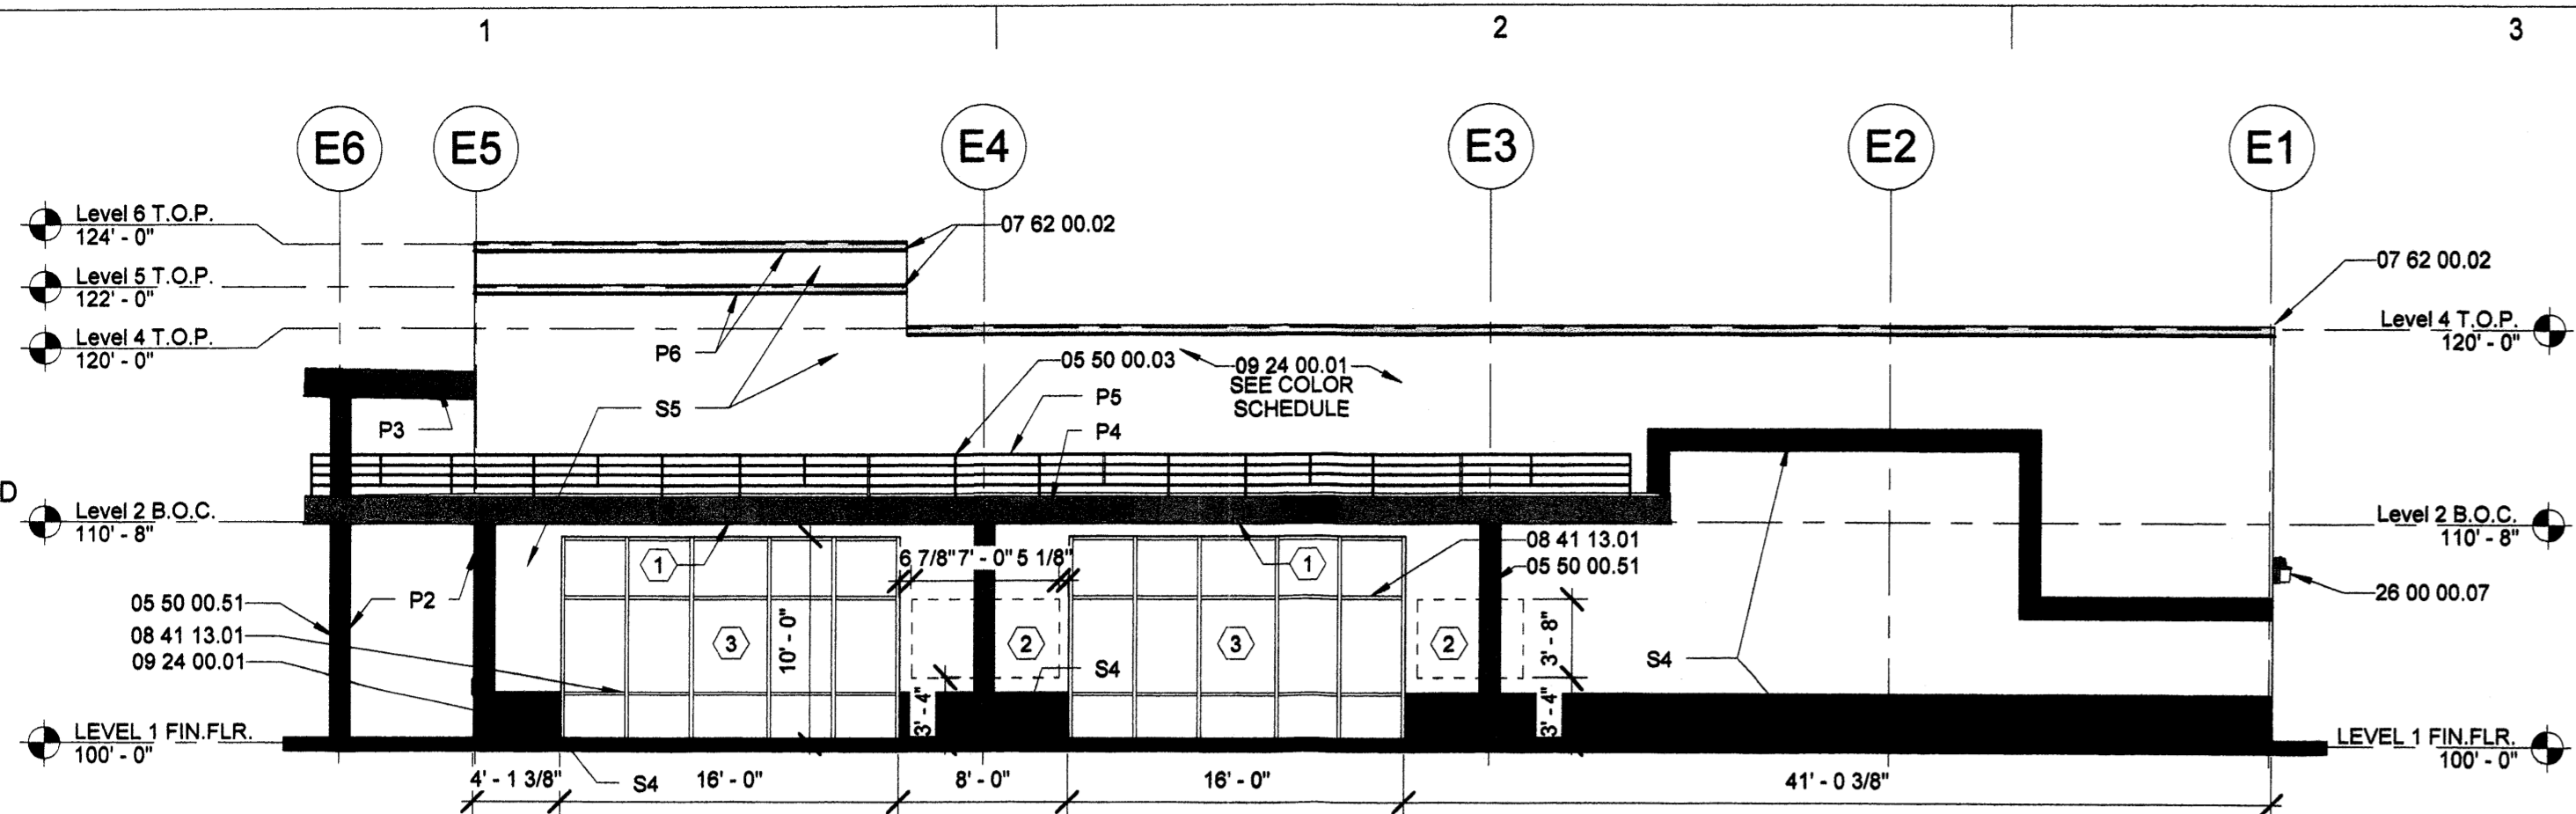 1
2
3
E6
E5
E4
E3
E2
E1
Level 6 T.O.P.
124' - 0"
07 62 00.02
07 62 00.02
Level 5 T.O.P.
122' - 0"
Level 4 T.O.P.
120' - 0"
Level 4 T.O.P.
120' - 0"
P6
05 50 00.03
09 24 00.01
SEE COLOR
SCHEDULE
S5
P5
P3
P4
D
Level 2 B.O.C.
110' - 8"
Level 2 B.O.C.
110' - 8"
1
6 7/8"
7' - 0"
5 1/8"
1
08 41 13.01
05 50 00.51
26 00 00.07
05 50 00.51
P2
08 41 13.01
09 24 00.01
3
10' - 0"
2
3
2
3' - 8"
S4
S4
3' - 4"
3' - 4"
LEVEL 1 FIN.FLR.
100' - 0"
LEVEL 1 FIN.FLR.
100' - 0"
4' - 1 3/8"
S4
16' - 0"
8' - 0"
16' - 0"
41' - 0 3/8"